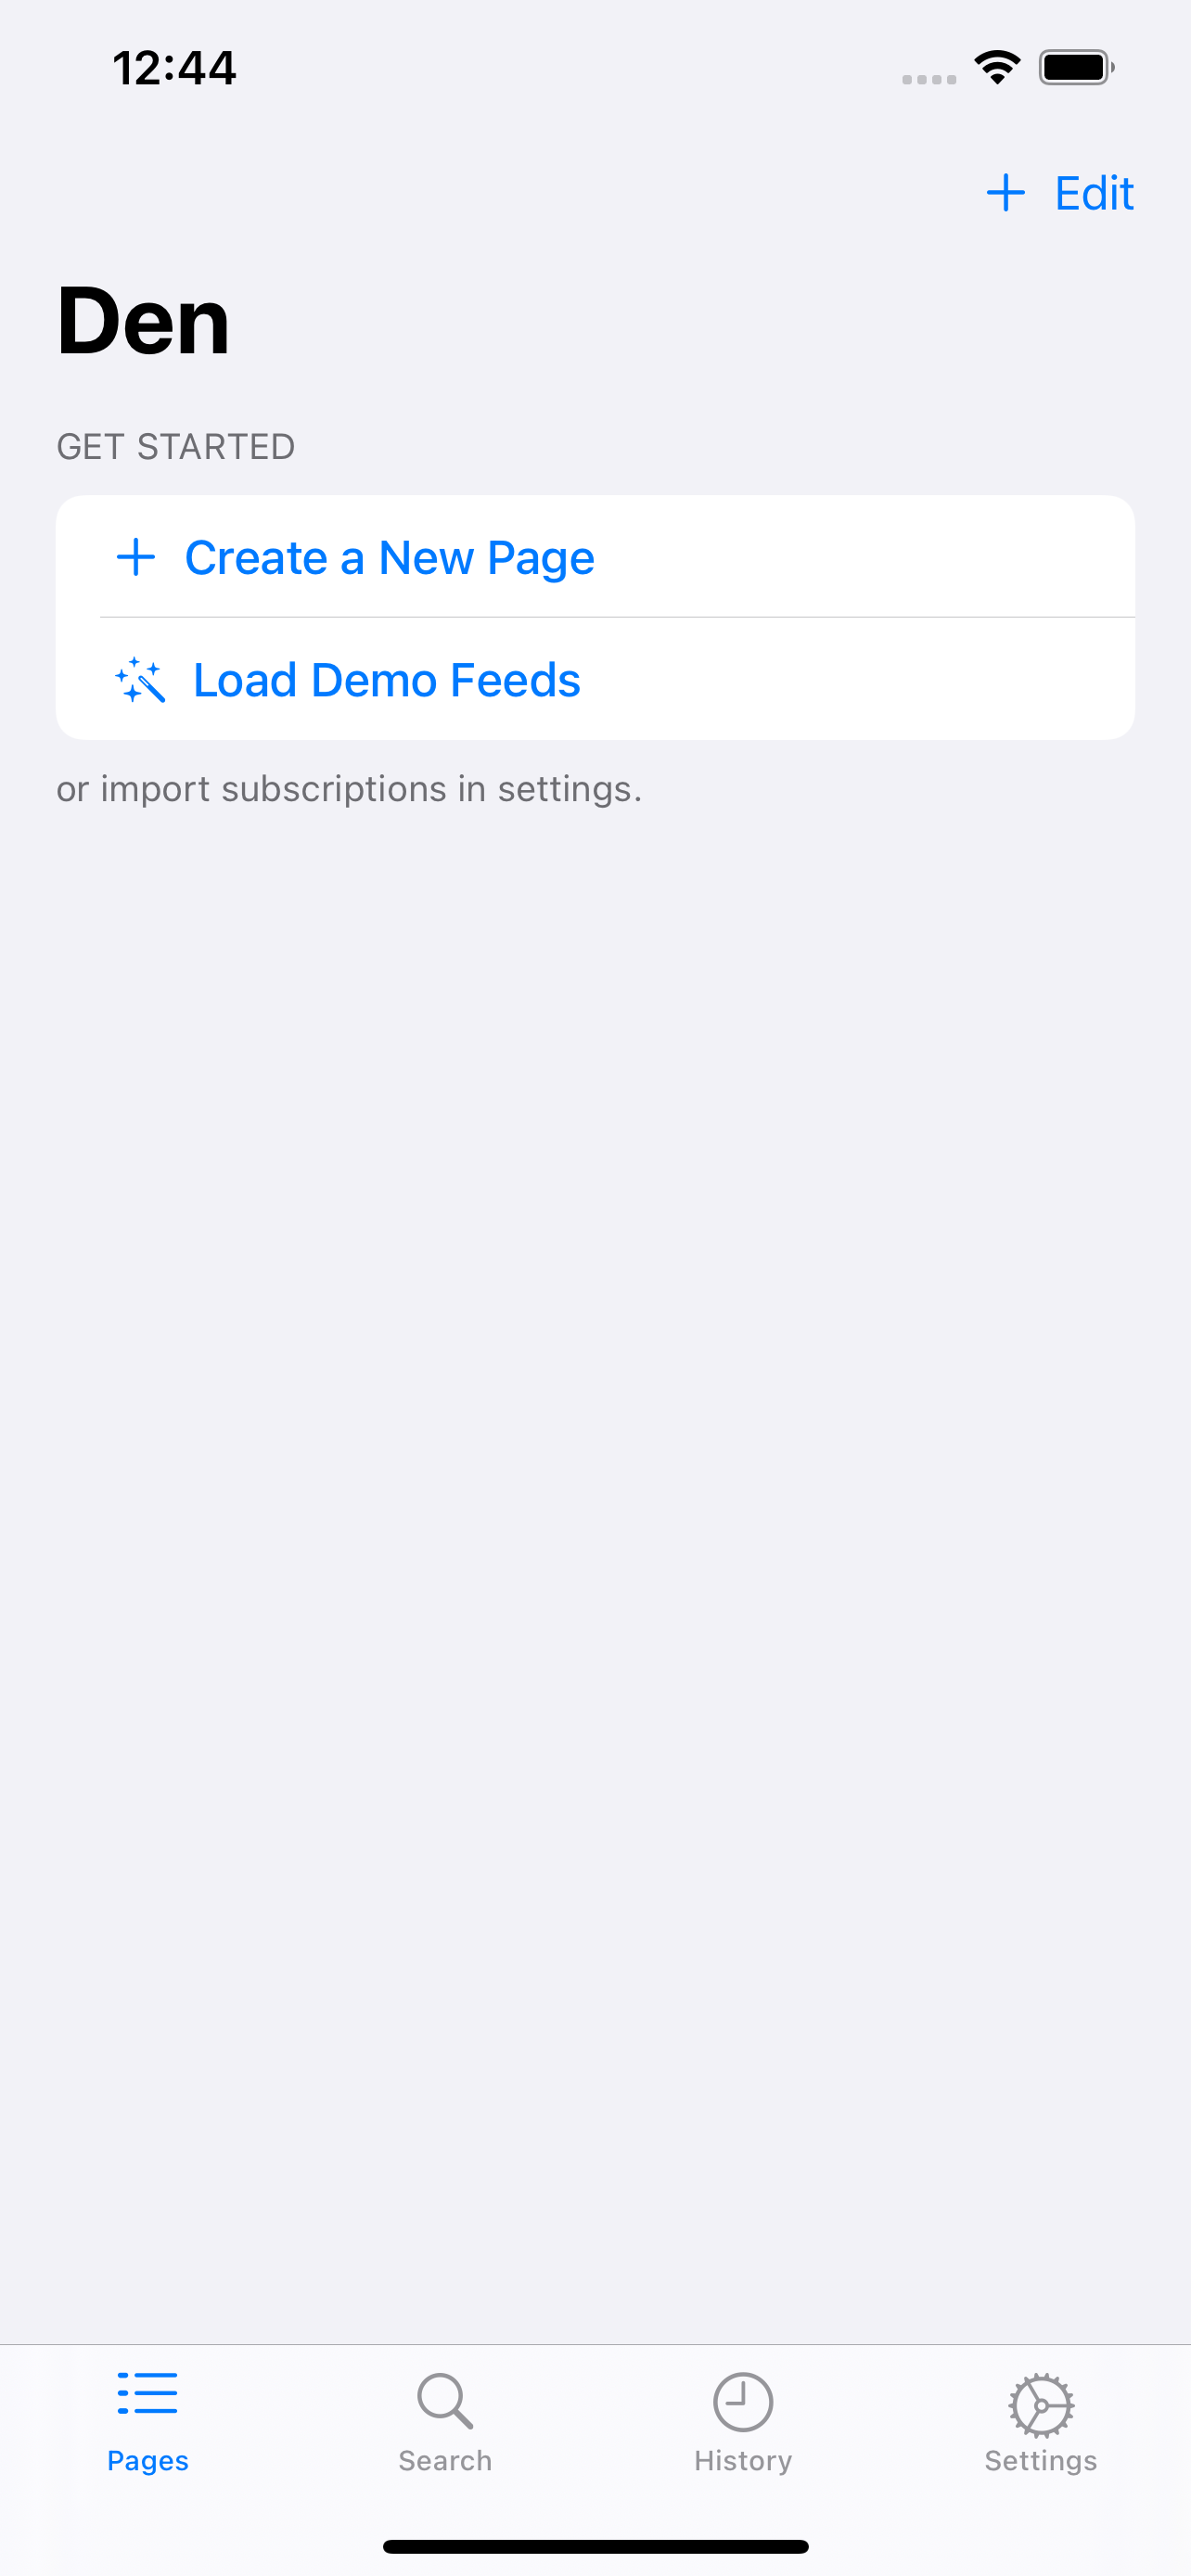 12:44
Edit
Den
GET STARTED
Create a New Page
Load Demo Feeds
or import subscriptions in settings.
Pages
Search
History
Settings